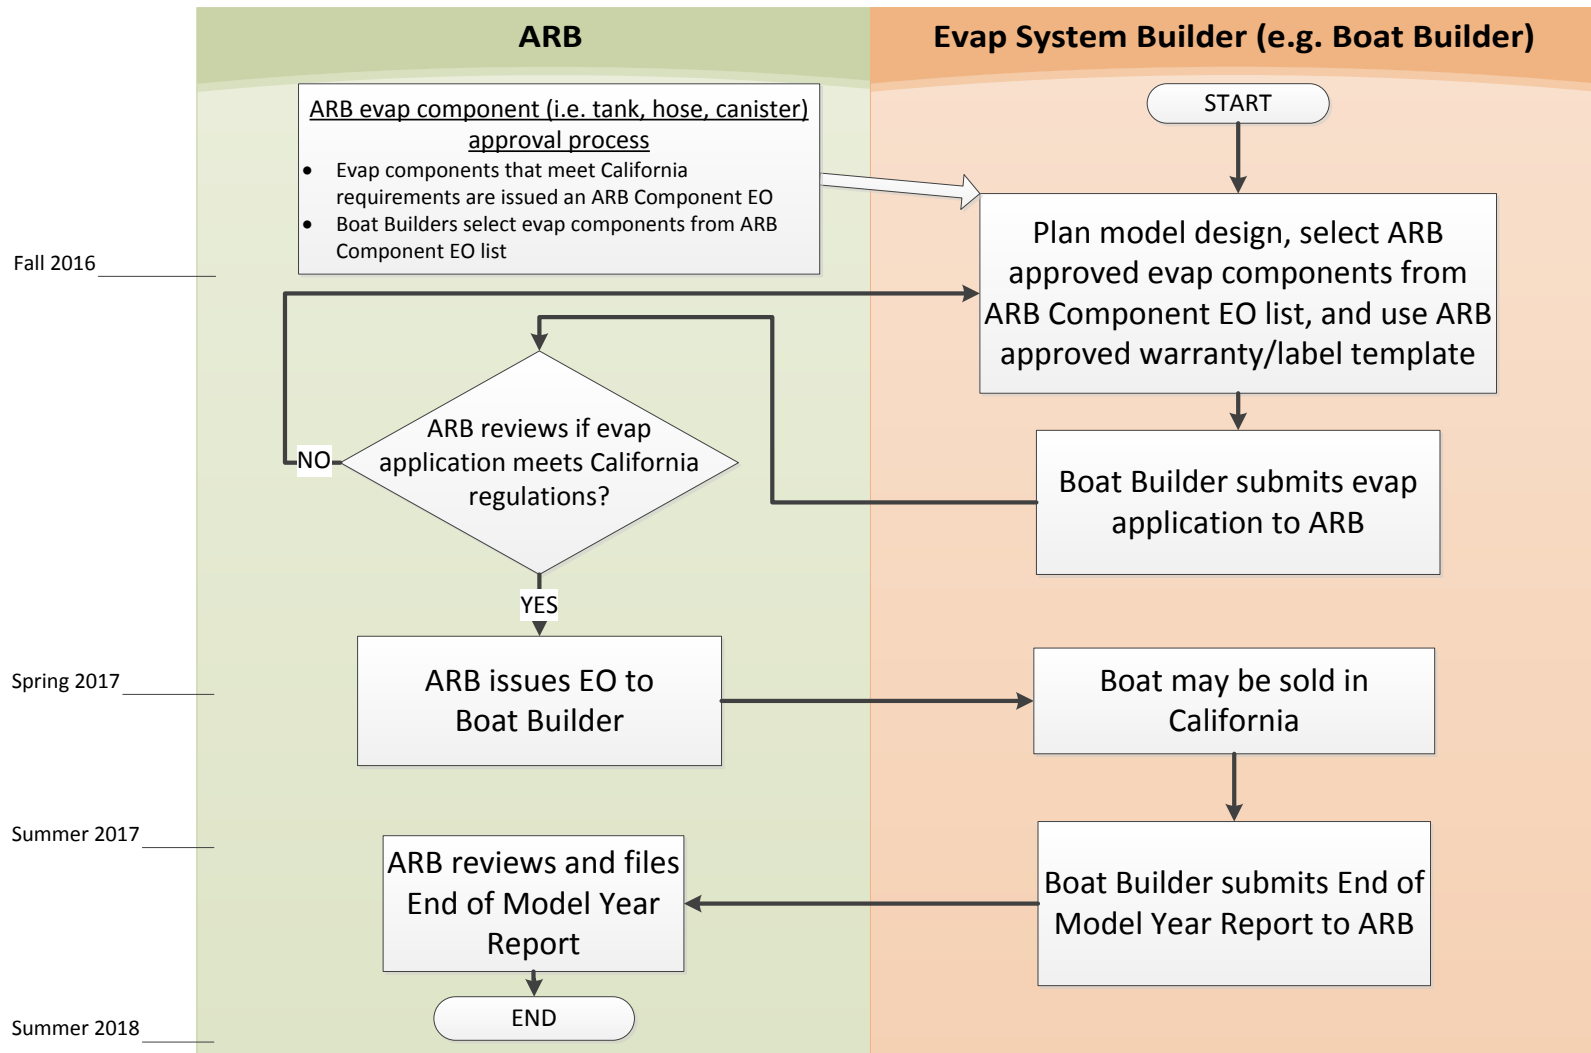 ARB
Evap System Builder (e.g. Boat Builder)
ARB evap component (i.e. tank, hose, canister)
approval process
● Evap components that meet California
requirements are issued an ARB Component EO
● Boat Builders select evap components from ARB
Component EO list
START
Fall 2016
Plan model design, select ARB
approved evap components from
ARB Component EO list, and use ARB
approved warranty/label template
ARB reviews if evap
application meets California
regulations?
NO
YES
Boat Builder submits evap
application to ARB
Spring 2017
ARB issues EO to
Boat Builder
Boat may be sold in
California
Summer 2017
ARB reviews and files
End of Model Year
Report
Boat Builder submits End of
Model Year Report to ARB
END
Summer 2018